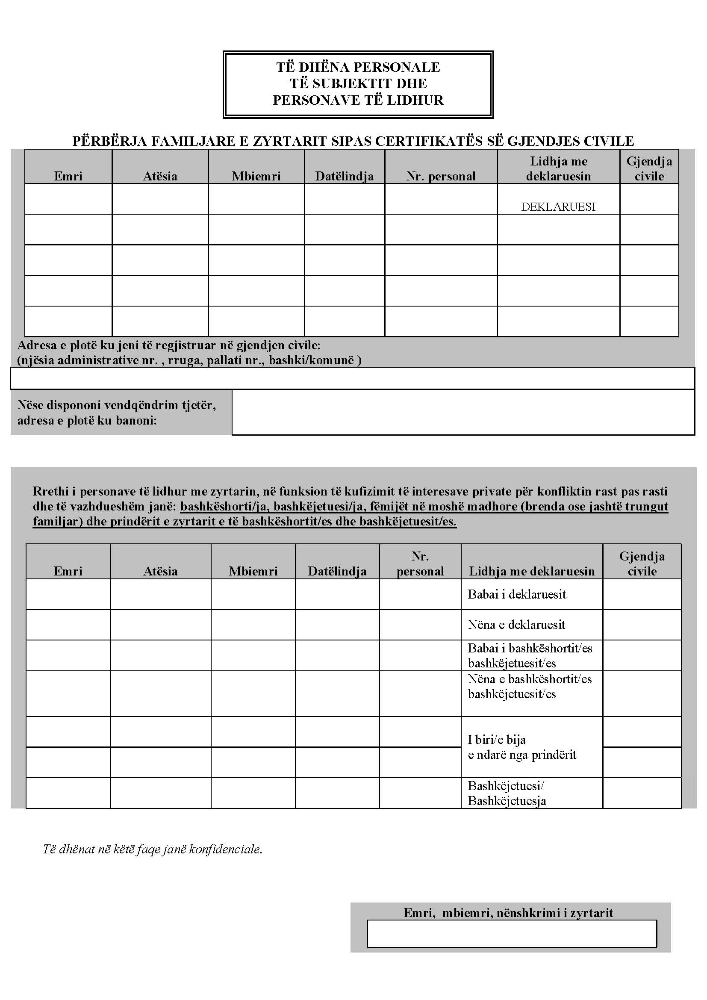 TË DHËNA PERSONALE
TË SUBJEKTIT DHE
PERSONAVE TË LIDHUR
PËRBËRJA FAMILJARE E ZYRTARIT SIPAS CERTIFIKATËS SË GJENDJES CIVILE
Emri Atësia Mbiemri Datëlindja Nr. personal Lidhja me deklaruesin Gjendja civile
DEKLARUESI
Adresa e plotë ku jeni të regjistruar në gjendjen civile:
(njësia administrative nr. , rruga, pallati nr., bashki/komunë )
Nëse disponi vendqëndrim tjetër,
adresa e plotë ku banoni:
Rrethi i personave të lidhur me zyrtarin, në funksion të kufizimit të interesave private për konfliktin rast pas rasti
dhe të vazhdueshëm janë: bashkëshorti/ja, bashkëjetuesi/ja, fëmijët në moshë madhore (brenda ose jashtë trungut
familjar) dhe prindërit e zyrtarit e të bashkëshortit/es dhe bashkëjetuesit/es.
Emri Atësia Mbiemri Datëlindja Nr. personal Lidhja me deklaruesin Gjendja civile
Babai i deklaruesit
Nëna e deklaruesit
Babai i bashkëshortit/es
bashkëjetuesit/es
Nëna e bashkëshortit/es
bashkëjetuesit/es
I biri/e bija
e ndarë nga prindërit
Bashkëjetuesi/
Bashkëjetuesja
Të dhënat në këtë faqe janë konfidenciale.
Emri, mbiemri, nënshkrimi i zyrtarit